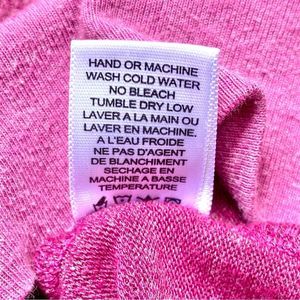 HAND OR MACHINE
WASH COLD WATER
NO BLEACH
TUMBLE DRY LOW
LAVER A LA MAIN OU
LAVER EN MACHINE.
A L'EAU FROIDE
NE PAS D'AGENT
DE BLANCHIMENT
SECHAGE EN
MACHINE A BASSE
TEMPERATURE